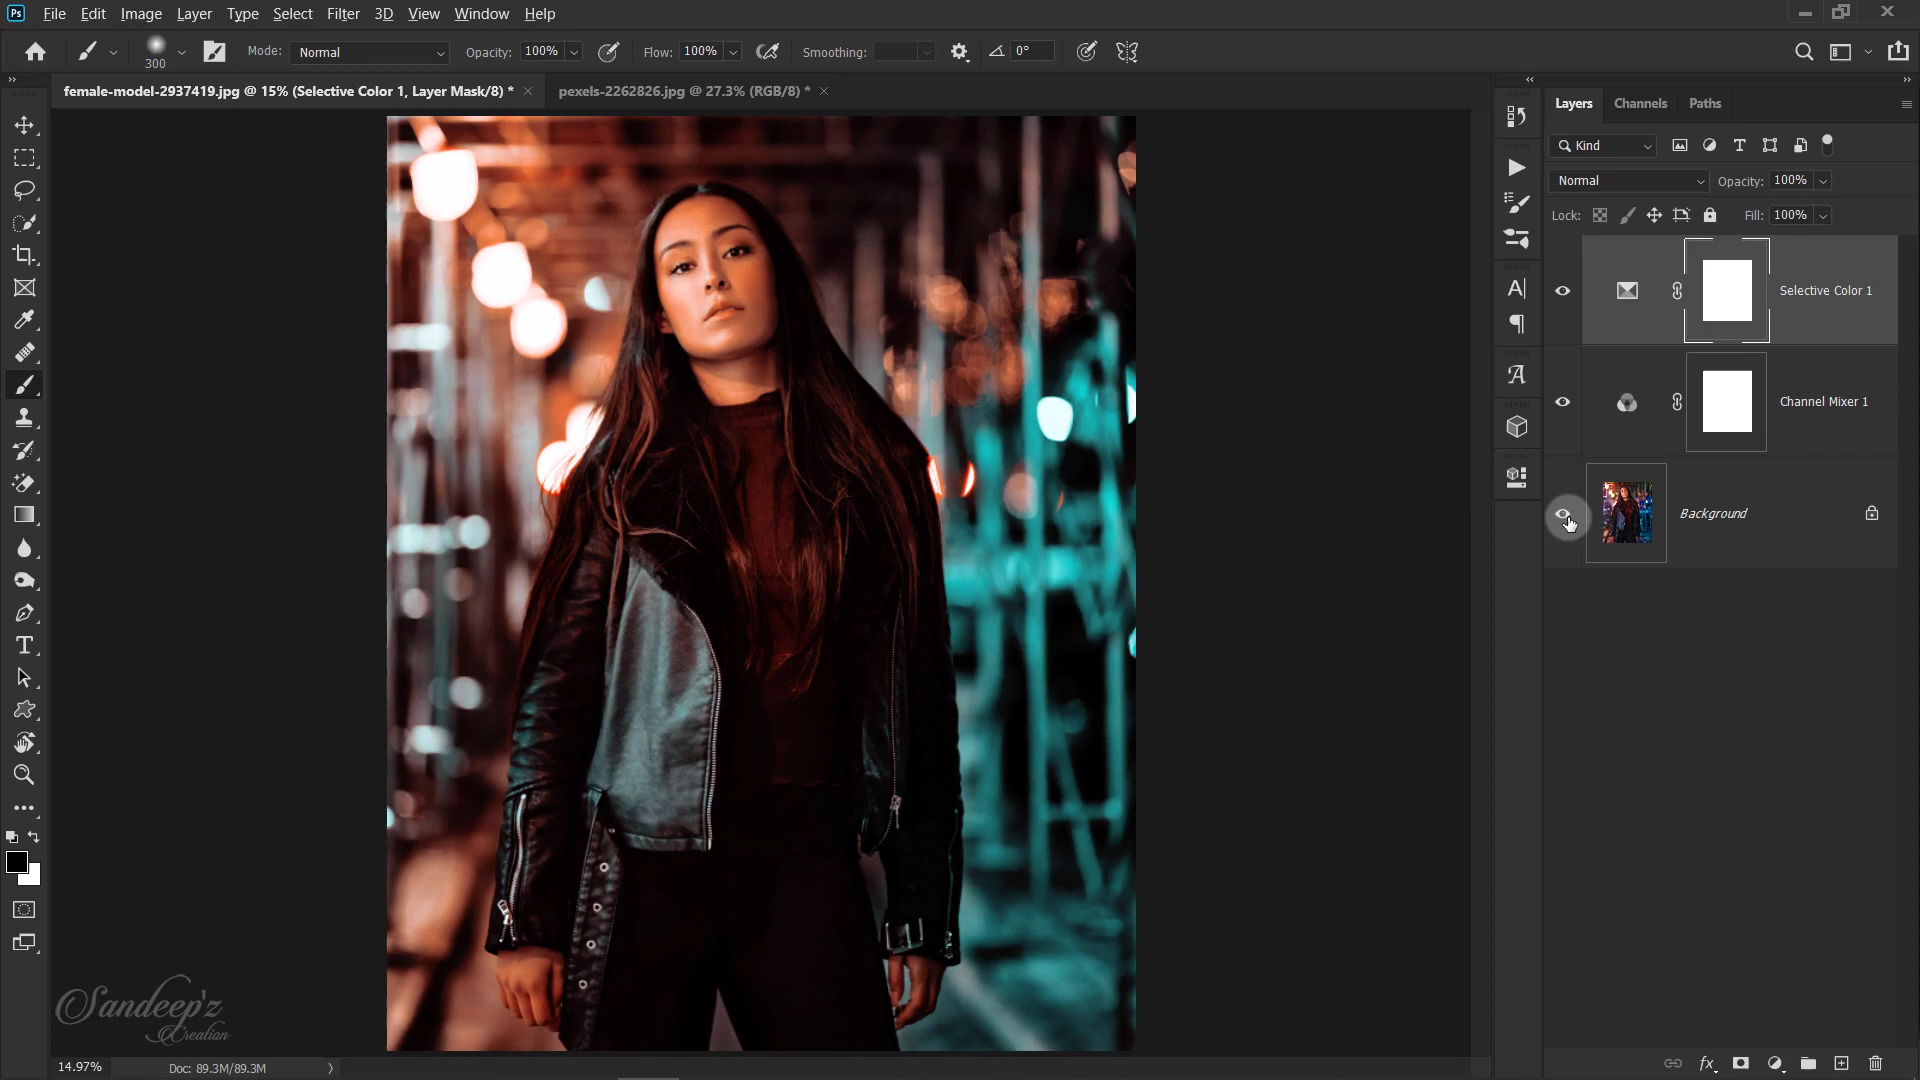 Ps File Edit Image Layer Type Select Filter 3D View Window Help
300 Mode: Normal Opacity: 100% Flow: 100% Smoothing: 0°
female-model-2937419.jpg @ 15% (Selective Color 1, Layer Mask/8) * pexels-2262826.jpg @ 27.3% (RGB/8) *
Layers Channels Paths
Kind
Normal Opacity: 100%
Lock: Fill: 100%
Selective Color 1
Channel Mixer 1
Background
Sandeep'z
Creation
14.97% Doc: 89.3M/89.3M
fx